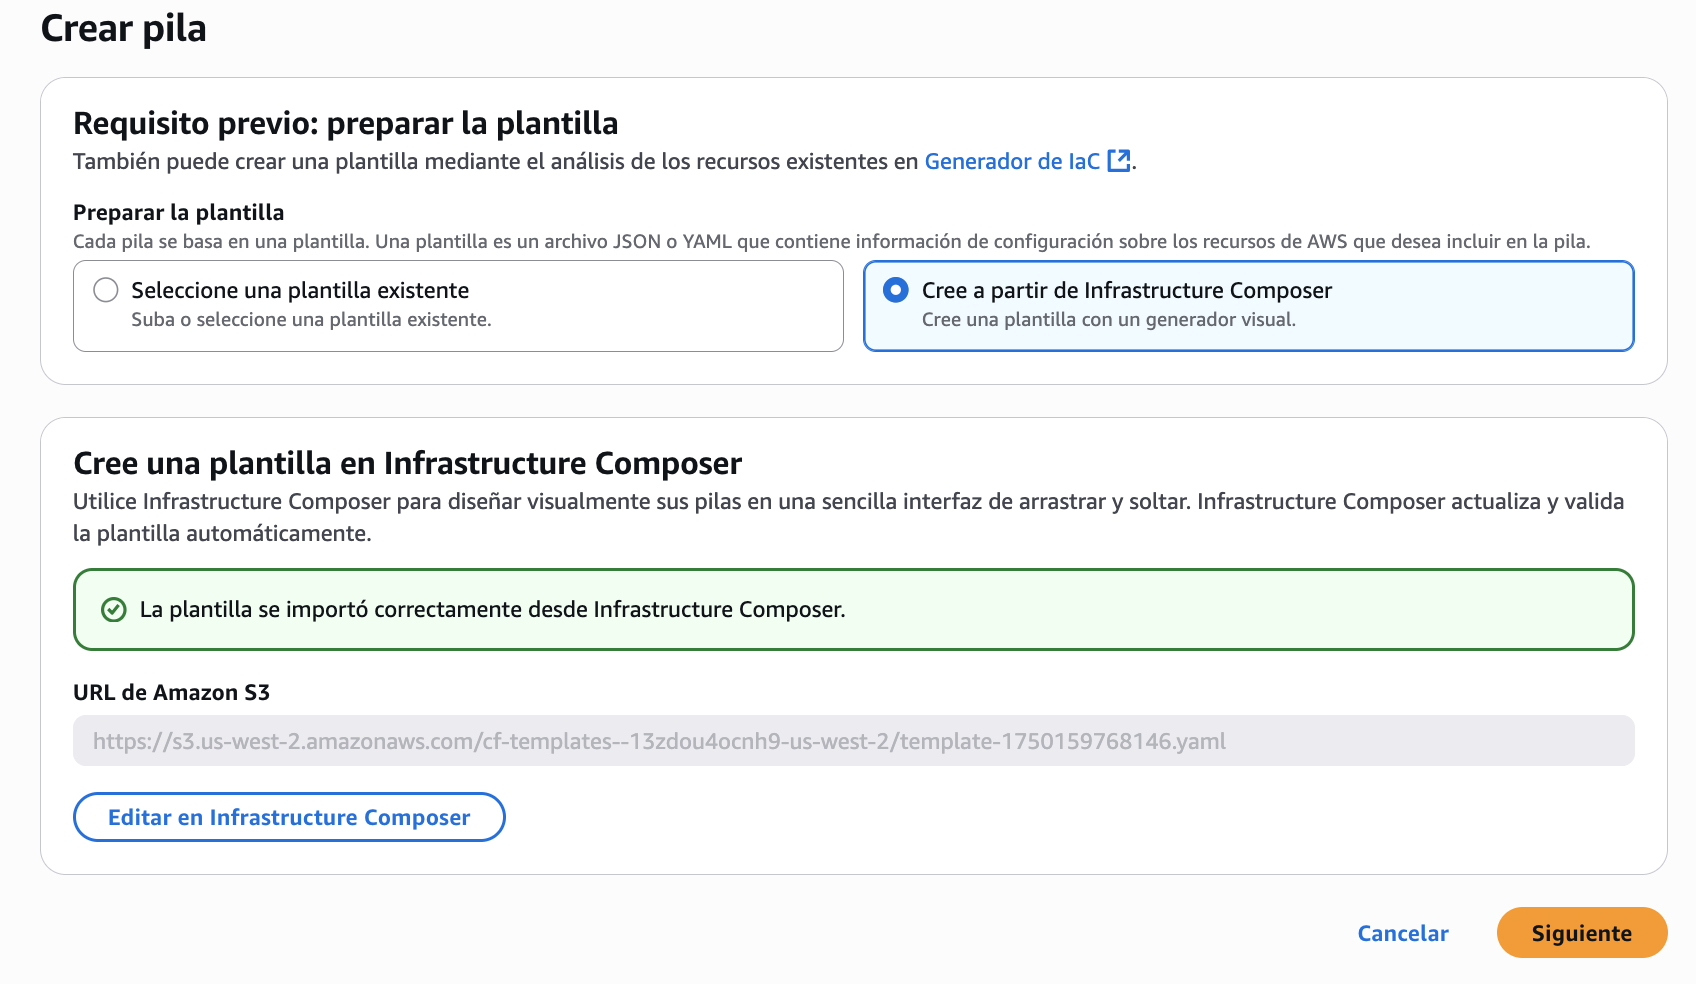 Crear pila
Requisito previo: preparar la plantilla
También puede crear una plantilla mediante el análisis de los recursos existentes en Generador de IaC.
Preparar la plantilla
Cada pila se basa en una plantilla. Una plantilla es un archivo JSON o YAML que contiene información de configuración sobre los recursos de AWS que desea incluir en la pila.
Seleccione una plantilla existente
Suba o seleccione una plantilla existente.
Cree a partir de Infrastructure Composer
Cree una plantilla con un generador visual.
Cree una plantilla en Infrastructure Composer
Utilice Infrastructure Composer para diseñar visualmente sus pilas en una sencilla interfaz de arrastrar y soltar. Infrastructure Composer actualiza y valida
la plantilla automáticamente.
La plantilla se importó correctamente desde Infrastructure Composer.
URL de Amazon S3
https://s3.us-west-2.amazonaws.com/cf-templates--13zdou4ocnh9-us-west-2/template-1750159768146.yaml
Editar en Infrastructure Composer
Cancelar
Siguiente